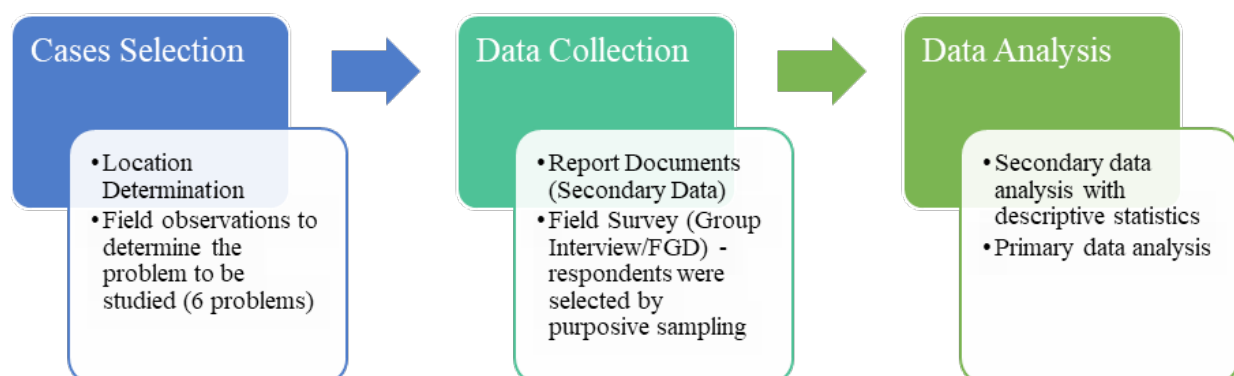 Cases Selection
•Location
Determination
•Field observations to
determine the
problem to be
studied (6 problems)
Data Collection
•Report Documents
(Secondary Data)
•Field Survey (Group
Interview/FGD) -
respondents were
selected by
purposive sampling
Data Analysis
•Secondary data
analysis with
descriptive statistics
•Primary data analysis